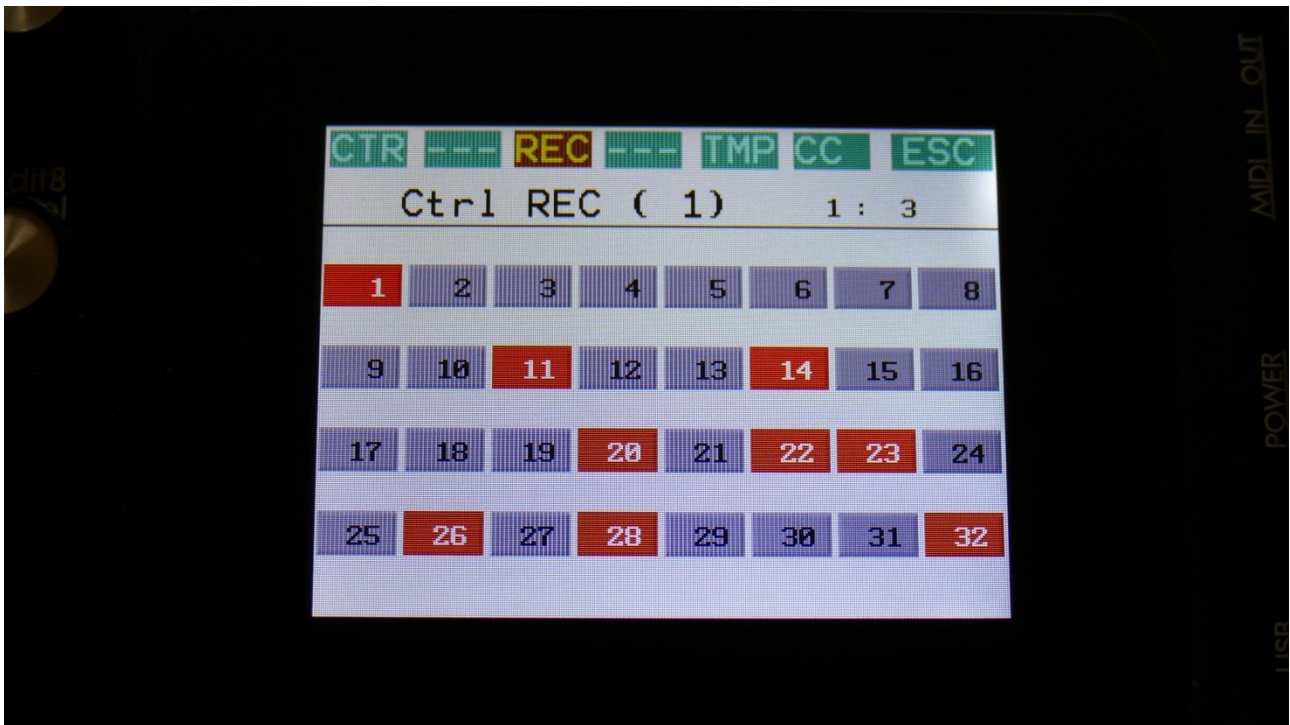 CTR --- REC --- TMP CC ESC
Ctrl REC ( 1) 1 : 3
1 2 3 4 5 6 7 8
9 10 11 12 13 14 15 16
17 18 19 20 21 22 23 24
25 26 27 28 29 30 31 32
MIDI IN OUT
POWER
USB